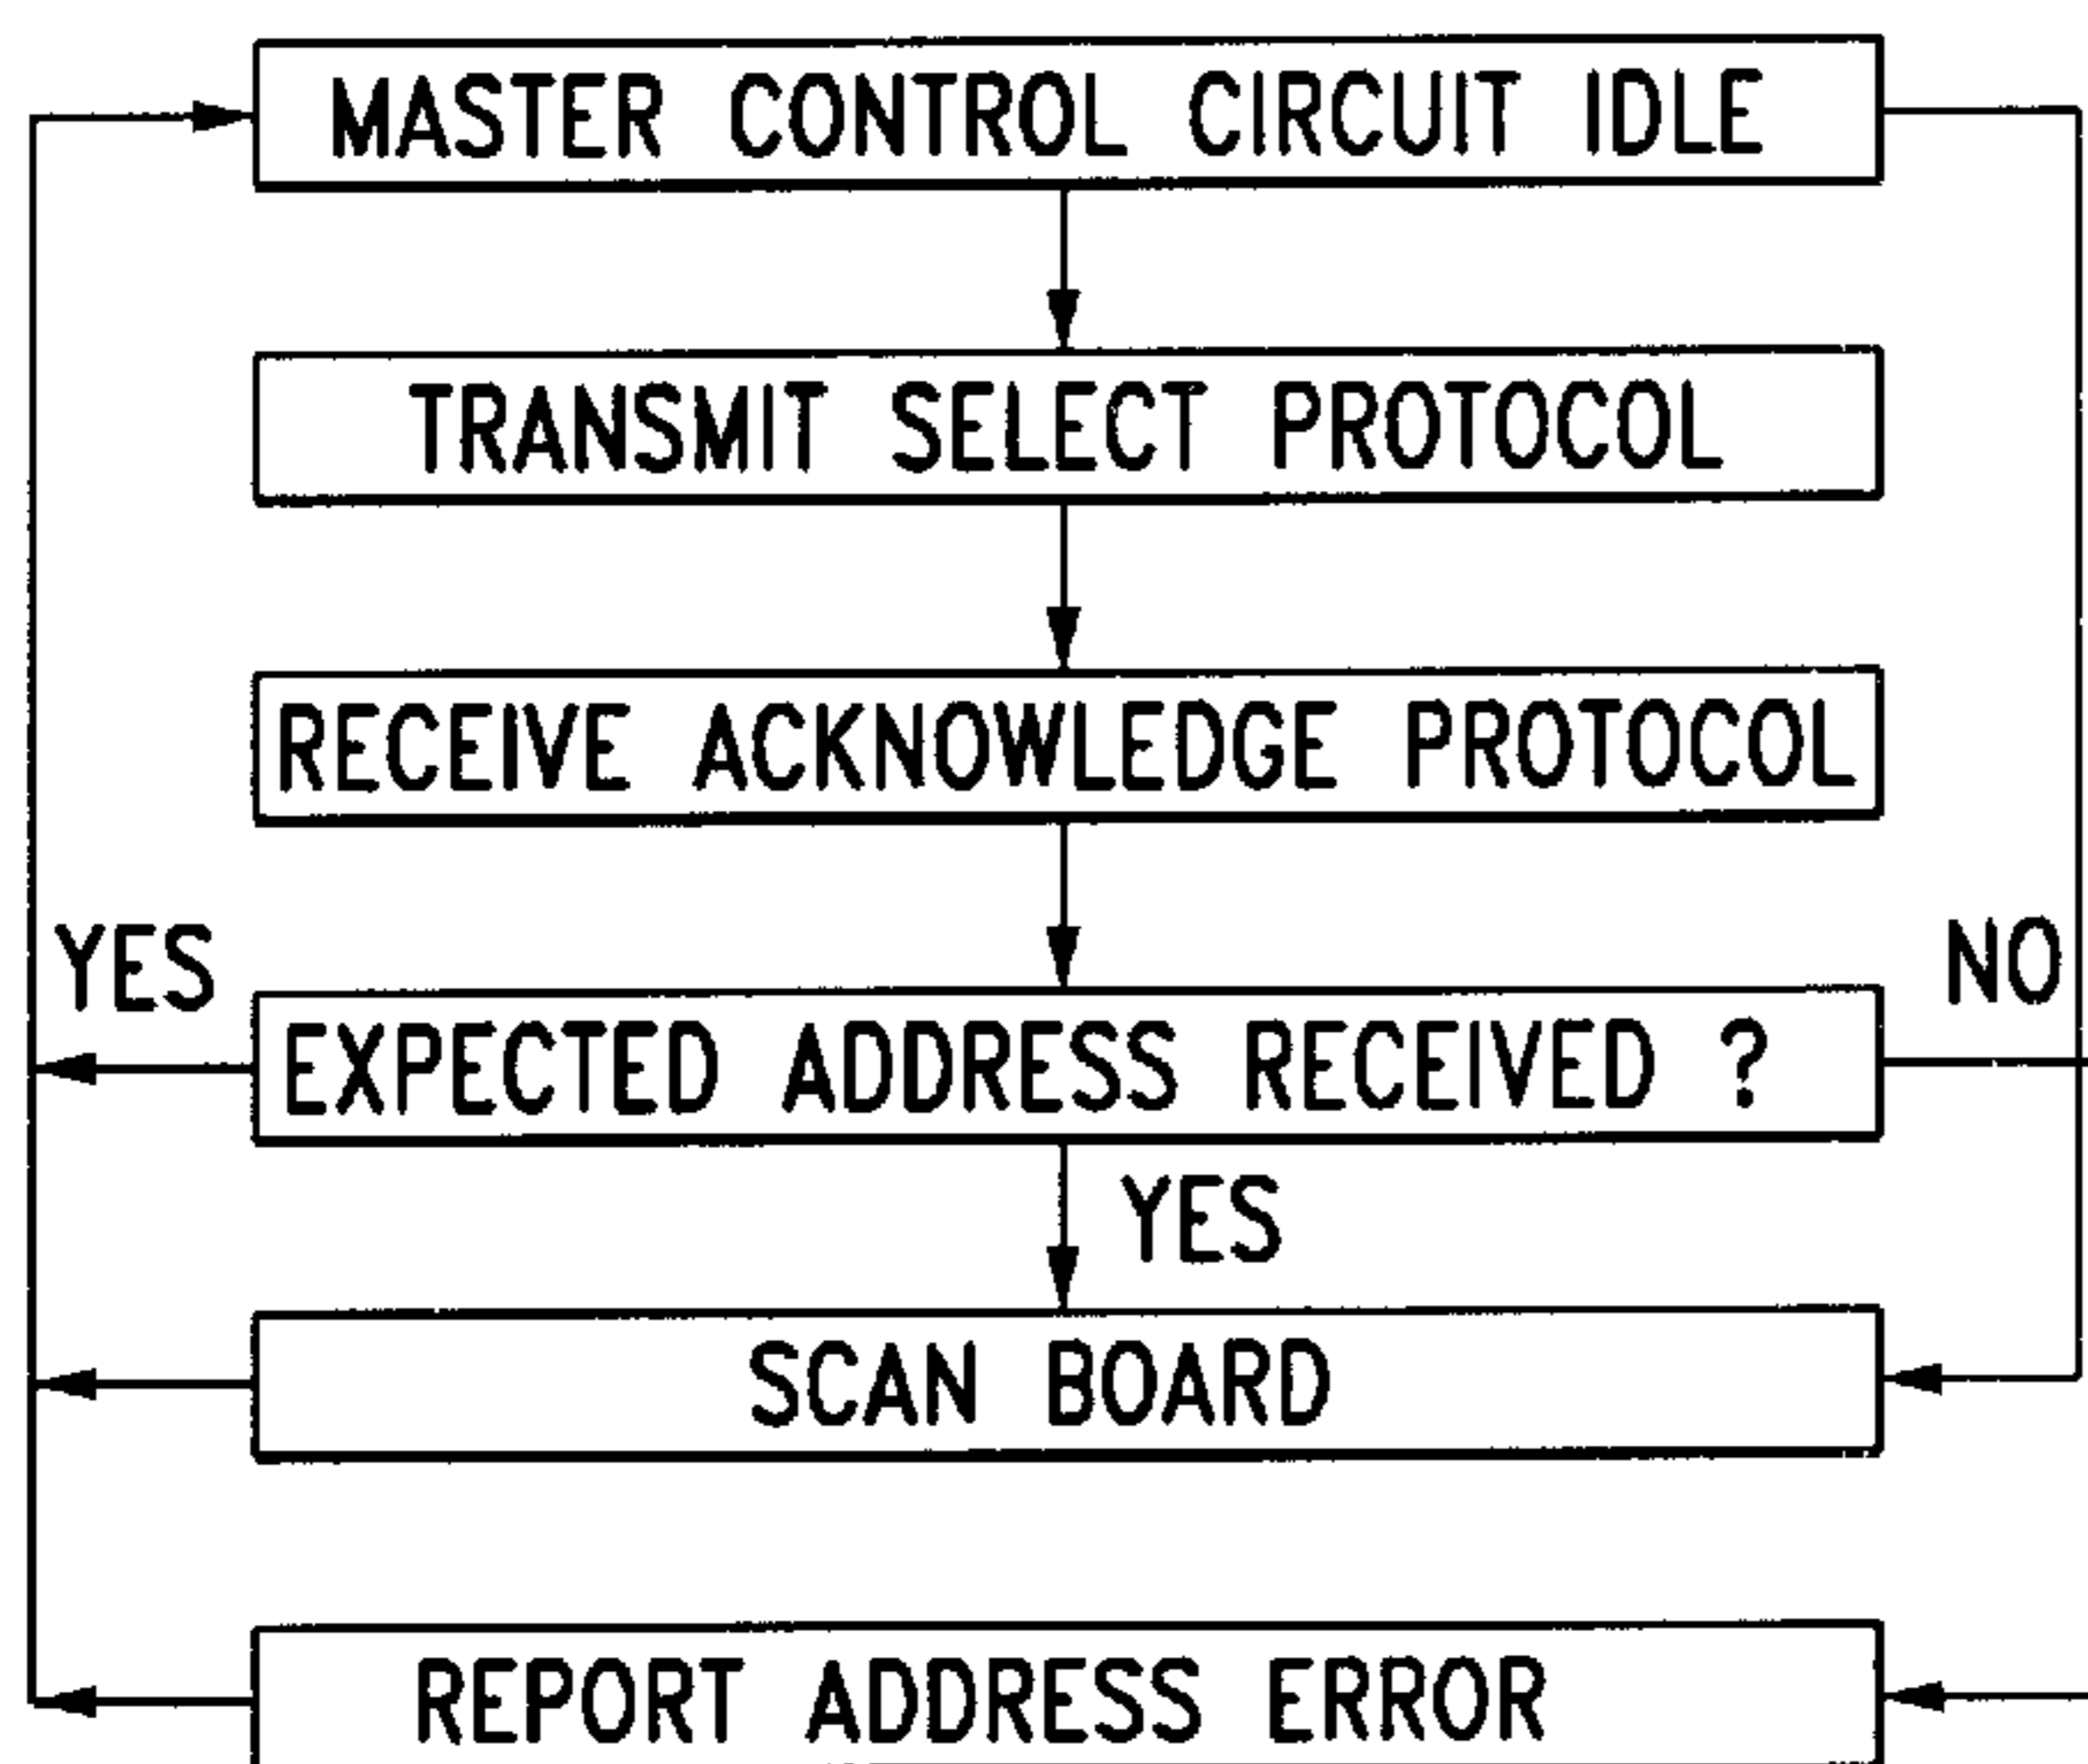 MASTER CONTROL CIRCUIT IDLE
TRANSMIT SELECT PROTOCOL
RECEIVE ACKNOWLEDGE PROTOCOL
YES
NO
EXPECTED ADDRESS RECEIVED ?
YES
SCAN BOARD
REPORT ADDRESS ERROR